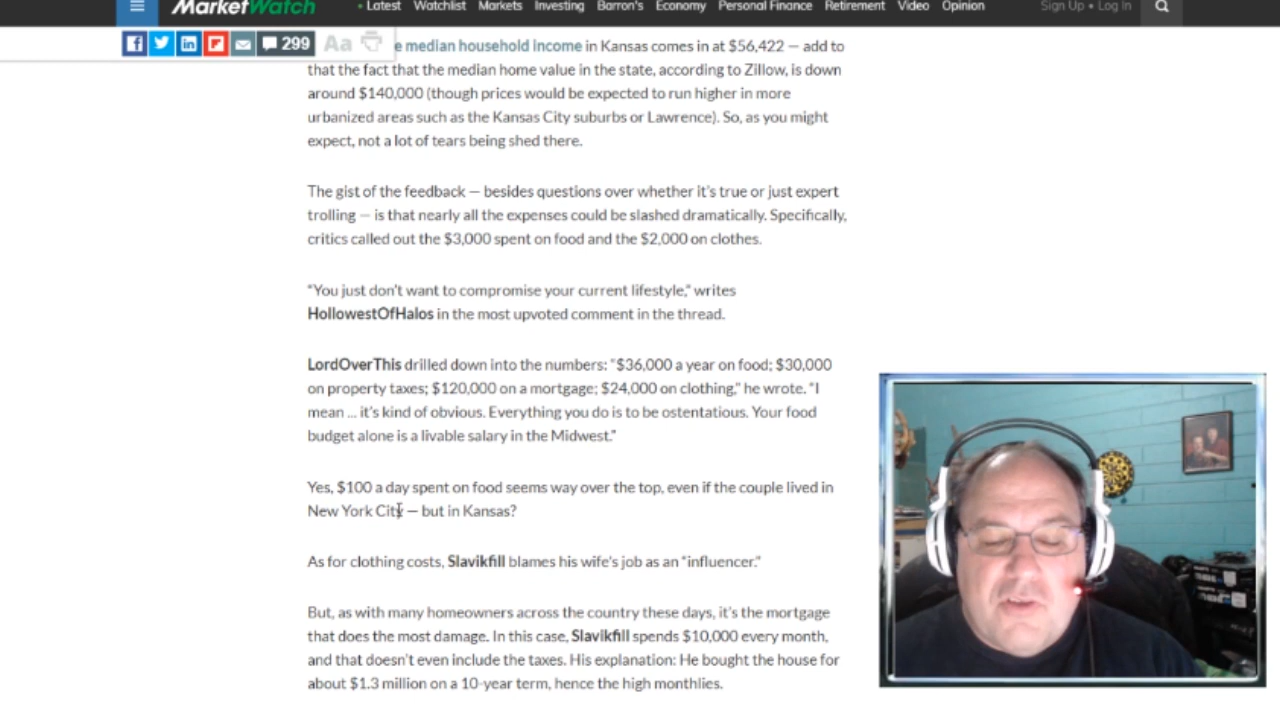 MarketWatch
• Latest Watchlist Markets Investing Barron's Economy Personal Finance Retirement Video Opinion Sign Up • Log In
299 Aa
e median household income in Kansas comes in at $56,422 — add to
that the fact that the median home value in the state, according to Zillow, is down
around $140,000 (though prices would be expected to run higher in more
urbanized areas such as the Kansas City suburbs or Lawrence). So, as you might
expect, not a lot of tears being shed there.
The gist of the feedback — besides questions over whether it's true or just expert
trolling — is that nearly all the expenses could be slashed dramatically. Specifically,
critics called out the $3,000 spent on food and the $2,000 on clothes.
“You just don't want to compromise your current lifestyle,” writes
HollowestOfHalos in the most upvoted comment in the thread.
LordOverThis drilled down into the numbers: “$36,000 a year on food; $30,000
on property taxes; $120,000 on a mortgage; $24,000 on clothing,” he wrote. “I
mean ... it's kind of obvious. Everything you do is to be ostentatious. Your food
budget alone is a livable salary in the Midwest.”
Yes, $100 a day spent on food seems way over the top, even if the couple lived in
New York City — but in Kansas?
As for clothing costs, Slavikfill blames his wife's job as an “influencer.”
But, as with many homeowners across the country these days, it's the mortgage
that does the most damage. In this case, Slavikfill spends $10,000 every month,
and that doesn't even include the taxes. His explanation: He bought the house for
about $1.3 million on a 10-year term, hence the high monthlies.